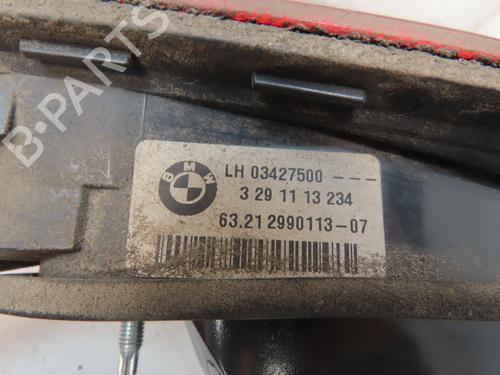 B-PARTS
BMW
LH 03427500 ---
3 29 11 13 234
63.21 2990113-07